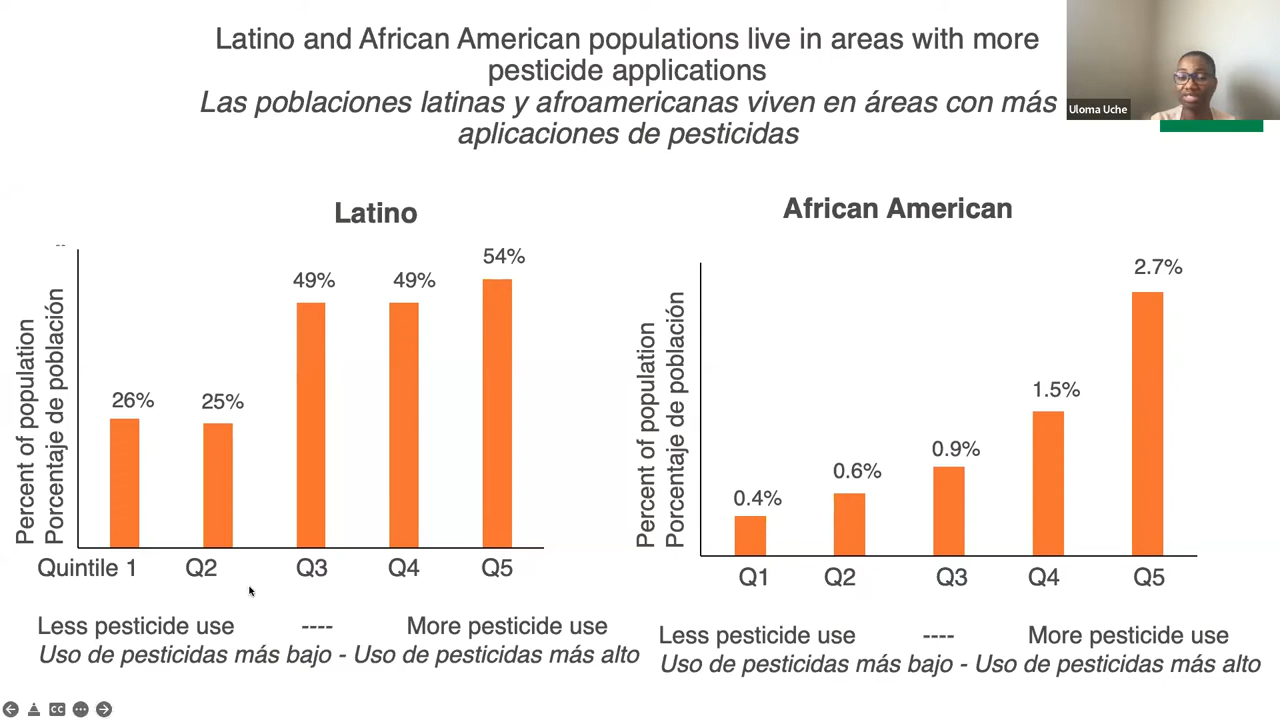 Latino and African American populations live in areas with more
pesticide applications
Las poblaciones latinas y afroamericanas viven en áreas con más
aplicaciones de pesticidas
Uloma Uche
Latino
Percent of population
Porcentaje de población
26%
25%
49%
49%
54%
Quintile 1
Q2
Q3
Q4
Q5
Less pesticide use ---- More pesticide use
Uso de pesticidas más bajo - Uso de pesticidas más alto
African American
Percent of population
Porcentaje de población
0.4%
0.6%
0.9%
1.5%
2.7%
Q1
Q2
Q3
Q4
Q5
Less pesticide use ---- More pesticide use
Uso de pesticidas más bajo - Uso de pesticidas más alto
CC